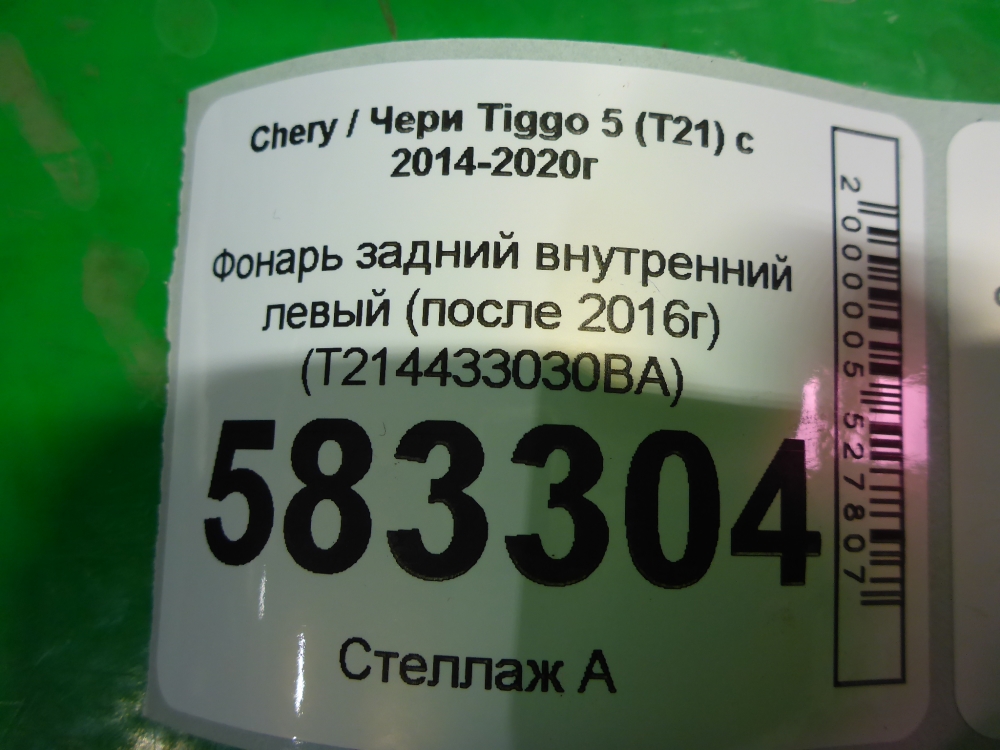 Chery / Чери Tiggo 5 (T21) с
2014-2020г
Фонарь задний внутренний
левый (после 2016г)
(T214433030BA)
583304
Стеллаж А
2000005527807